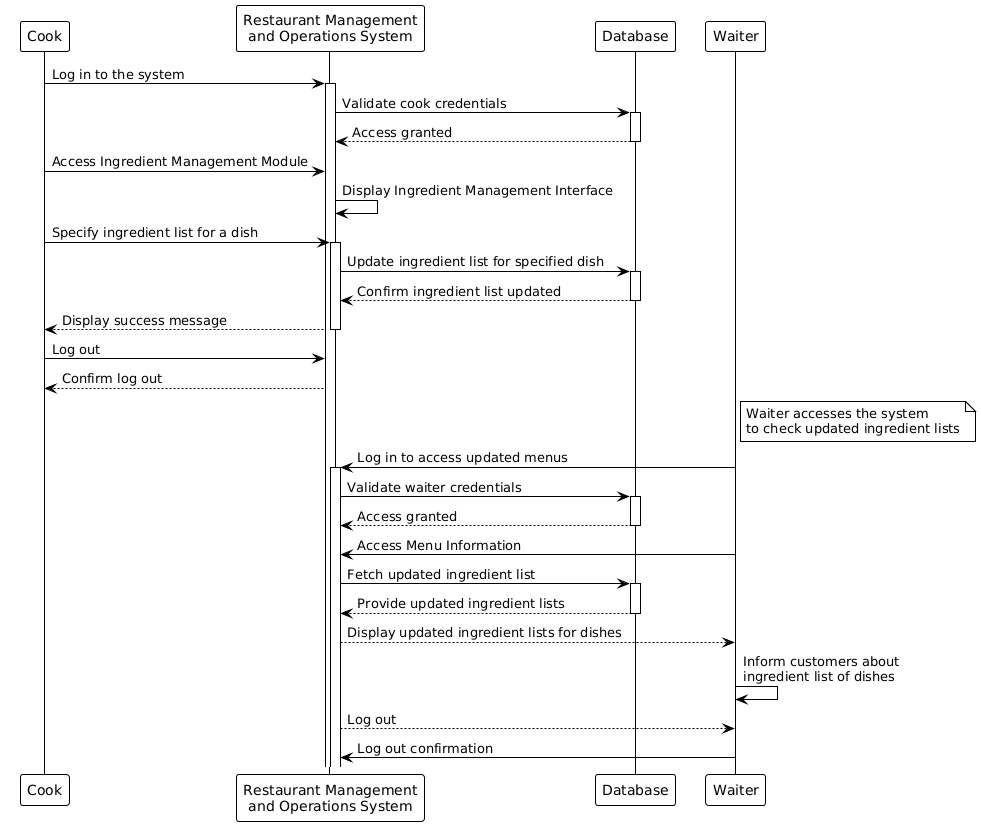 Cook
Restaurant Management
and Operations System
Database
Waiter
Log in to the system
Validate cook credentials
Access granted
Access Ingredient Management Module
Display Ingredient Management Interface
Specify ingredient list for a dish
Update ingredient list for specified dish
Confirm ingredient list updated
Display success message
Log out
Confirm log out
Waiter accesses the system
to check updated ingredient lists
Log in to access updated menus
Validate waiter credentials
Access granted
Access Menu Information
Fetch updated ingredient list
Provide updated ingredient lists
Display updated ingredient lists for dishes
Inform customers about
ingredient list of dishes
Log out
Log out confirmation
Cook
Restaurant Management
and Operations System
Database
Waiter